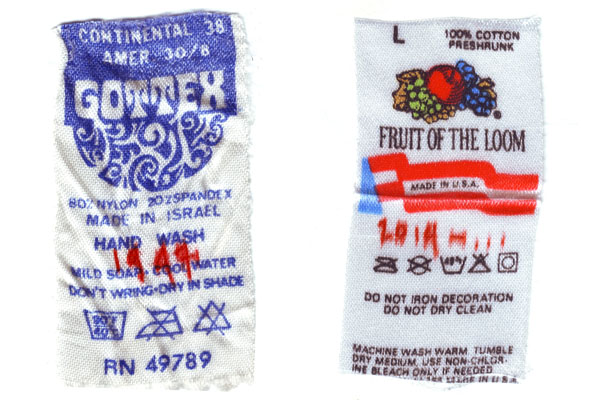 CONTINENTAL 38
AMER 30/8
GOTTEX
80% NYLON 20% SPANDEX
MADE IN ISRAEL
HAND WASH
MILD SOAP · COOL WATER
DON'T WRING · DRY IN SHADE
RN 49789
L
100% COTTON
PRESHRUNK
®
FRUIT OF THE LOOM
MADE IN U.S.A.
DO NOT IRON DECORATION
DO NOT DRY CLEAN
MACHINE WASH WARM, TUMBLE
DRY MEDIUM. USE NON-CHLOR-
INE BLEACH ONLY IF NEEDED
MADE IN U.S.A.